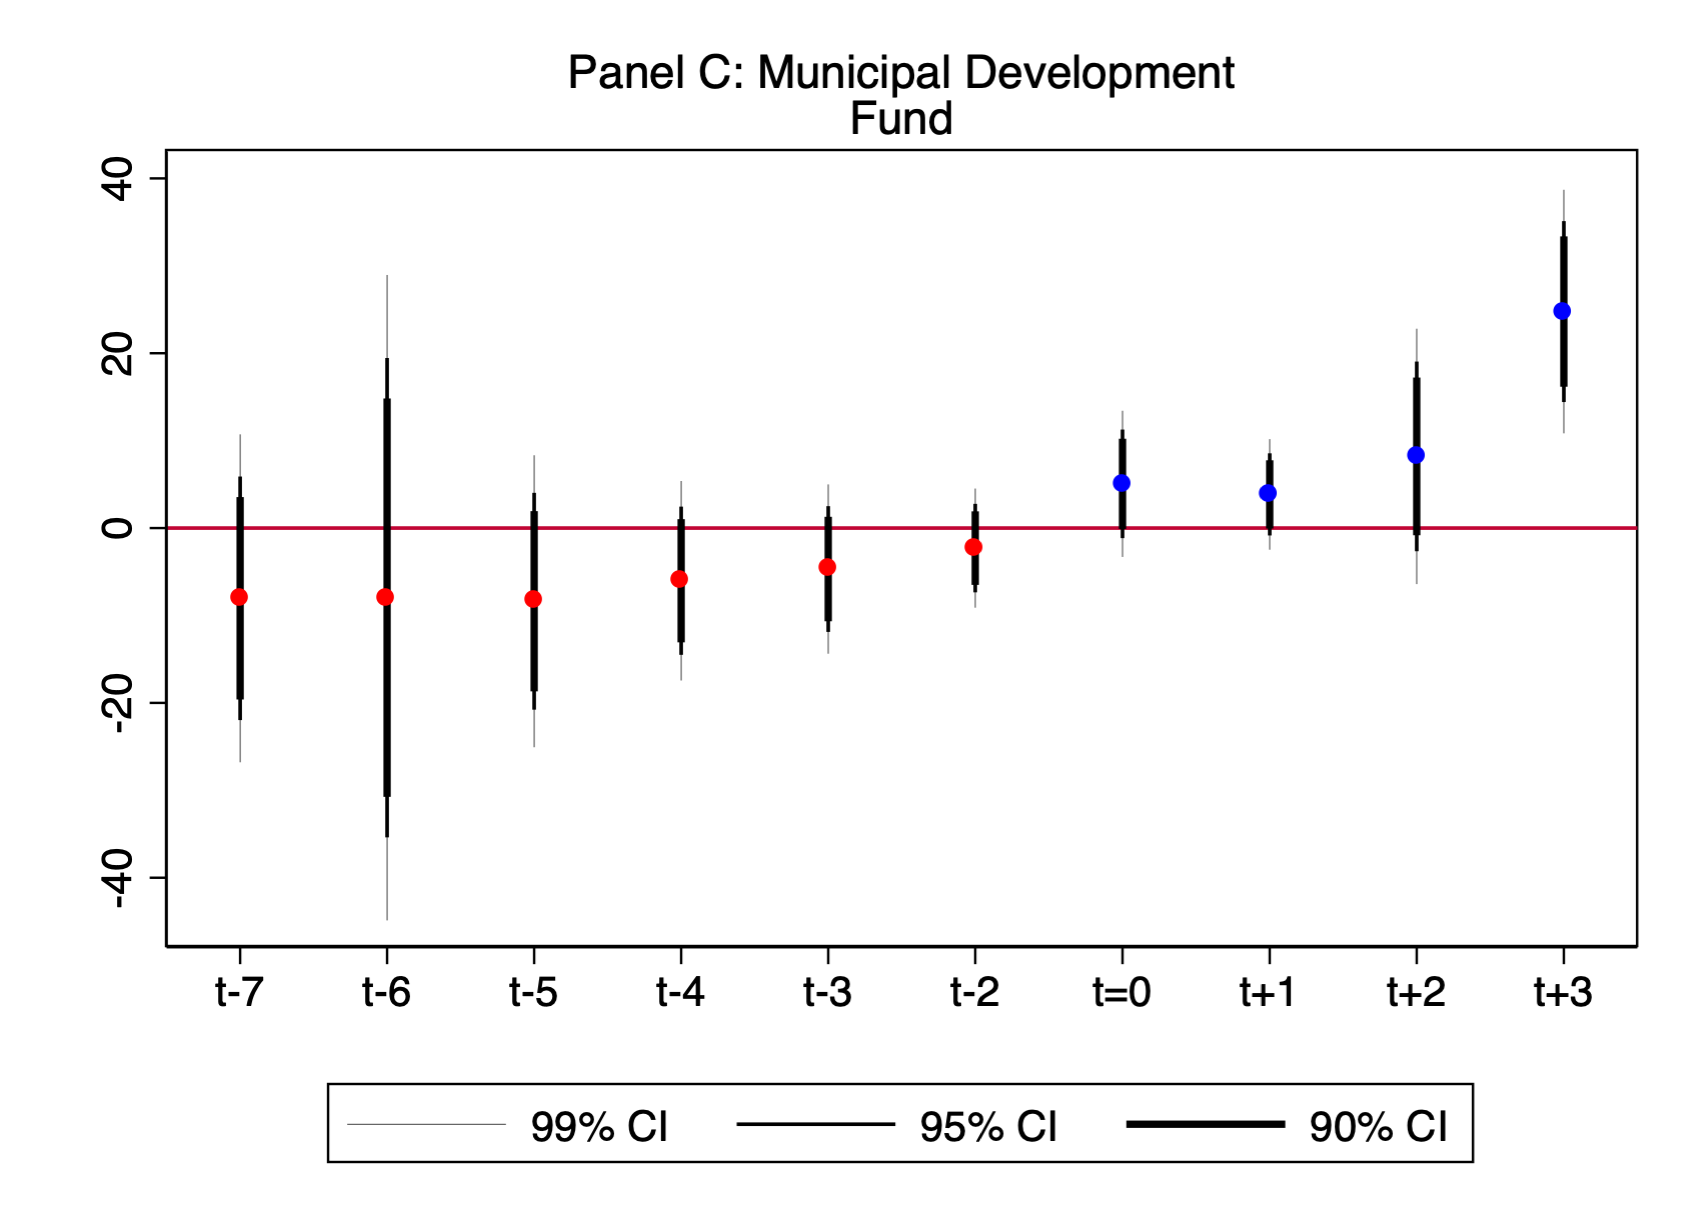 Panel C: Municipal Development
Fund
40
20
0
-20
-40
t-7 t-6 t-5 t-4 t-3 t-2 t=0 t+1 t+2 t+3
99% CI 95% CI 90% CI